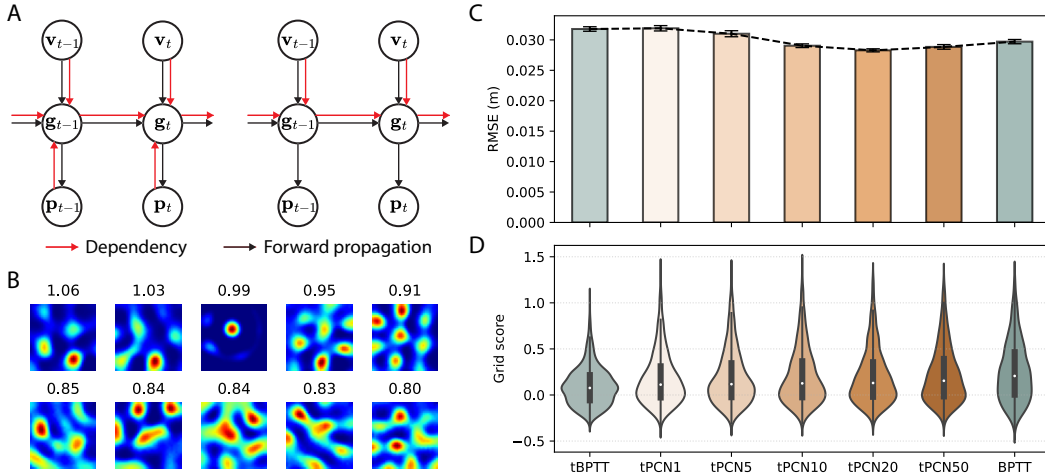 A
v_{t−1} v_t v_{t−1} v_t
g_{t−1} g_t g_{t−1} g_t
p_{t−1} p_t p_{t−1} p_t
Dependency Forward propagation
B
1.06 1.03 0.99 0.95 0.91
0.85 0.84 0.84 0.83 0.80
C
RMSE (m)
0.030
0.025
0.020
0.015
0.010
0.005
0.000
D
Grid score
1.5
1.0
0.5
0.0
−0.5
tBPTT tPCN1 tPCN5 tPCN10 tPCN20 tPCN50 BPTT